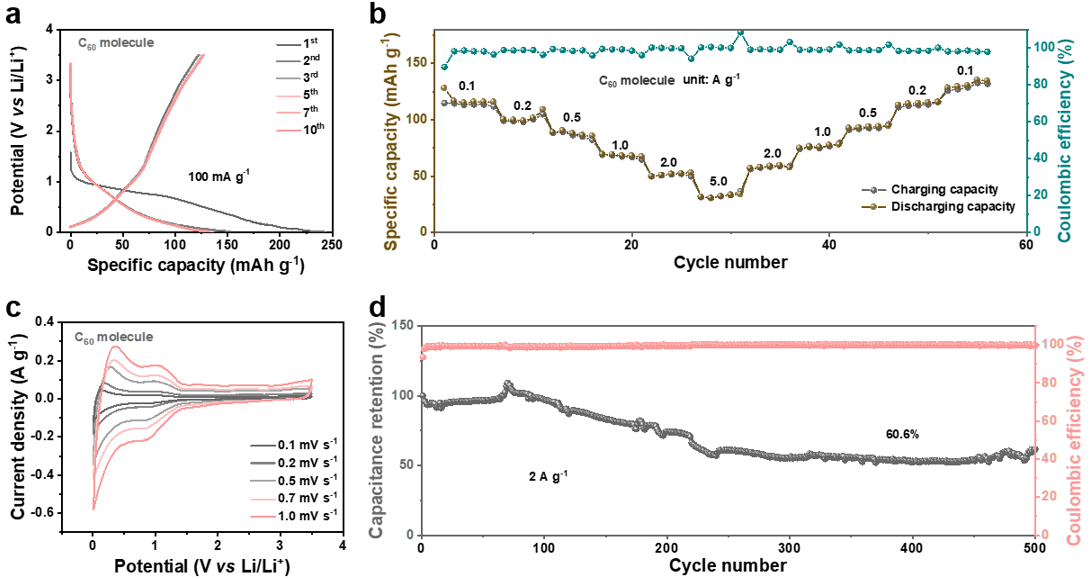 a
C60 molecule
1st
2nd
3rd
5th
7th
10th
100 mA g-1
Potential (V vs Li/Li+)
0
1
2
3
4
0 50 100 150 200 250
Specific capacity (mAh g-1)
b
C60 molecule unit: A g-1
0.1
0.2
0.5
1.0
2.0
5.0
2.0
1.0
0.5
0.2
0.1
Charging capacity
Discharging capacity
Specific capacity (mAh g-1)
0
50
100
150
Coulombic efficiency (%)
0
20
40
60
80
100
0 20 40 60
Cycle number
c
C60 molecule
0.1 mV s-1
0.2 mV s-1
0.5 mV s-1
0.7 mV s-1
1.0 mV s-1
Current density (A g-1)
0.4
0.2
0.0
-0.2
-0.4
-0.6
0 1 2 3 4
Potential (V vs Li/Li+)
d
60.6%
2 A g-1
Capacitance retention (%)
0
50
100
150
Coulombic efficiency (%)
0
20
40
60
80
100
0 100 200 300 400 500
Cycle number